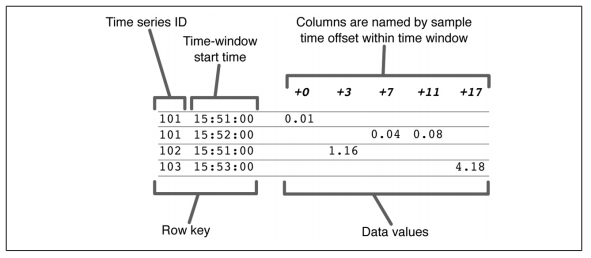 Time series ID
Time-window
start time
Columns are named by sample
time offset within time window
+0 +3 +7 +11 +17
101 15:51:00 0.01
101 15:52:00 0.04 0.08
102 15:51:00 1.16
103 15:53:00 4.18
Row key
Data values